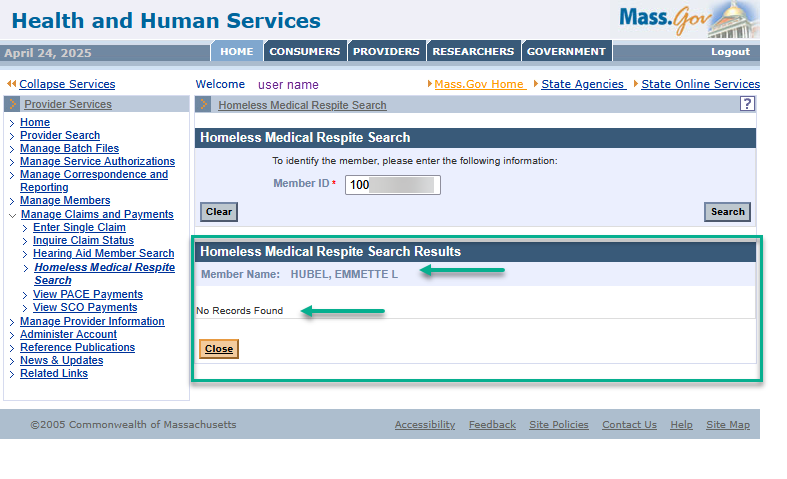 Health and Human Services
Mass.Gov
April 24, 2025
HOME
CONSUMERS
PROVIDERS
RESEARCHERS
GOVERNMENT
Logout
Collapse Services
Welcome user name
Mass.Gov Home
State Agencies
State Online Services
Provider Services
Home
Provider Search
Manage Batch Files
Manage Service Authorizations
Manage Correspondence and
Reporting
Manage Members
Manage Claims and Payments
Enter Single Claim
Inquire Claim Status
Hearing Aid Member Search
Homeless Medical Respite
Search
View PACE Payments
View SCO Payments
Manage Provider Information
Administer Account
Reference Publications
News & Updates
Related Links
Homeless Medical Respite Search
?
Homeless Medical Respite Search
To identify the member, please enter the following information:
Member ID * 100
Clear
Search
Homeless Medical Respite Search Results
Member Name: HUBEL, EMMETTE L
No Records Found
Close
©2005 Commonwealth of Massachusetts
Accessibility
Feedback
Site Policies
Contact Us
Help
Site Map